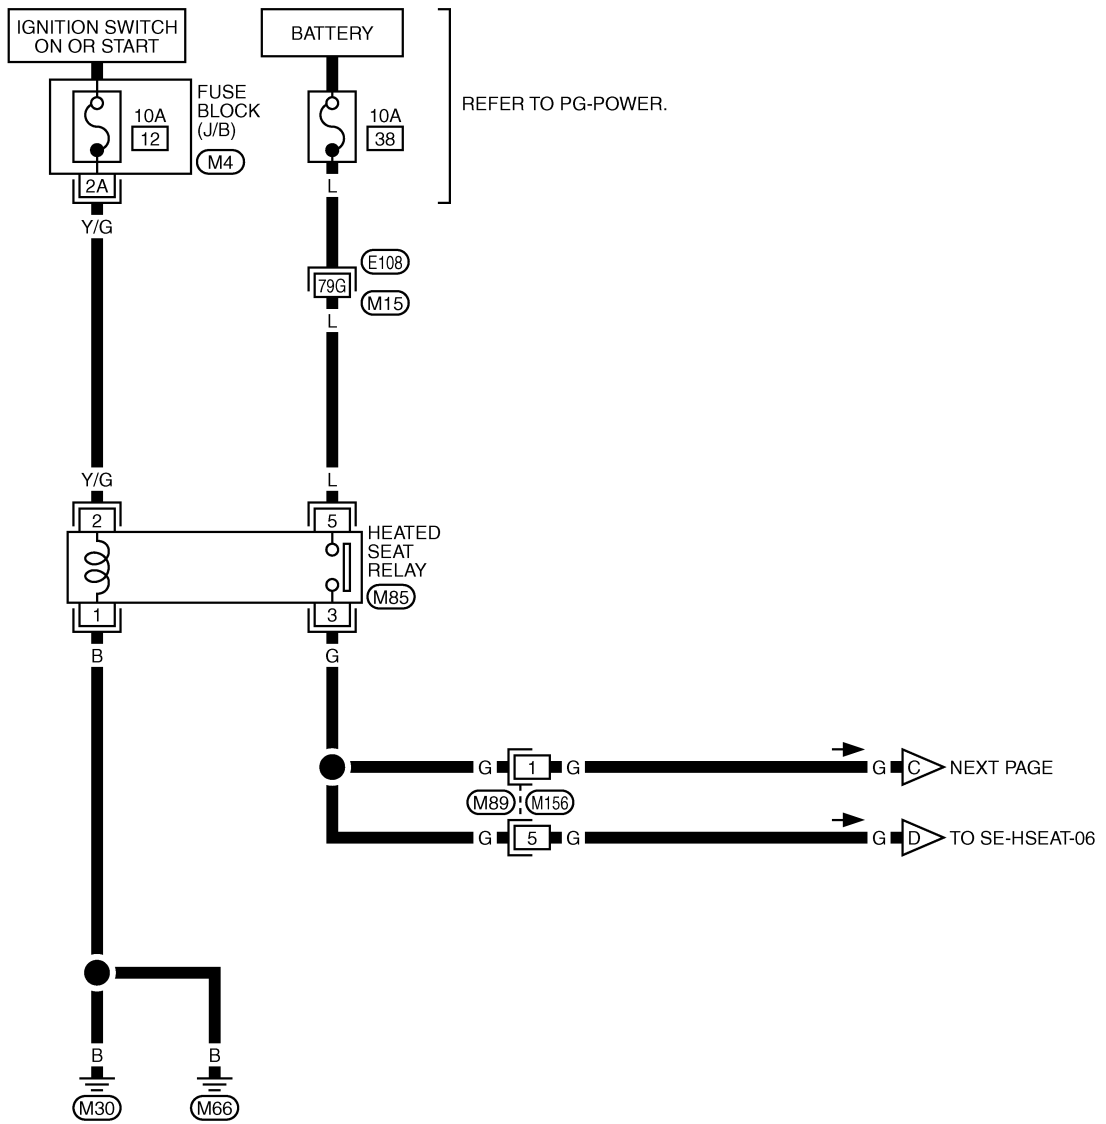 IGNITION SWITCH
ON OR START
BATTERY
10A
12
FUSE
BLOCK
(J/B)
M4
10A
38
REFER TO PG-POWER.
2A
L
Y/G
E108
79G
M15
L
Y/G
L
2
5
HEATED
SEAT
RELAY
M85
1
3
B
G
G
1
G
G
C
NEXT PAGE
M89
M156
G
5
G
G
D
TO SE-HSEAT-06
B
B
M30
M66